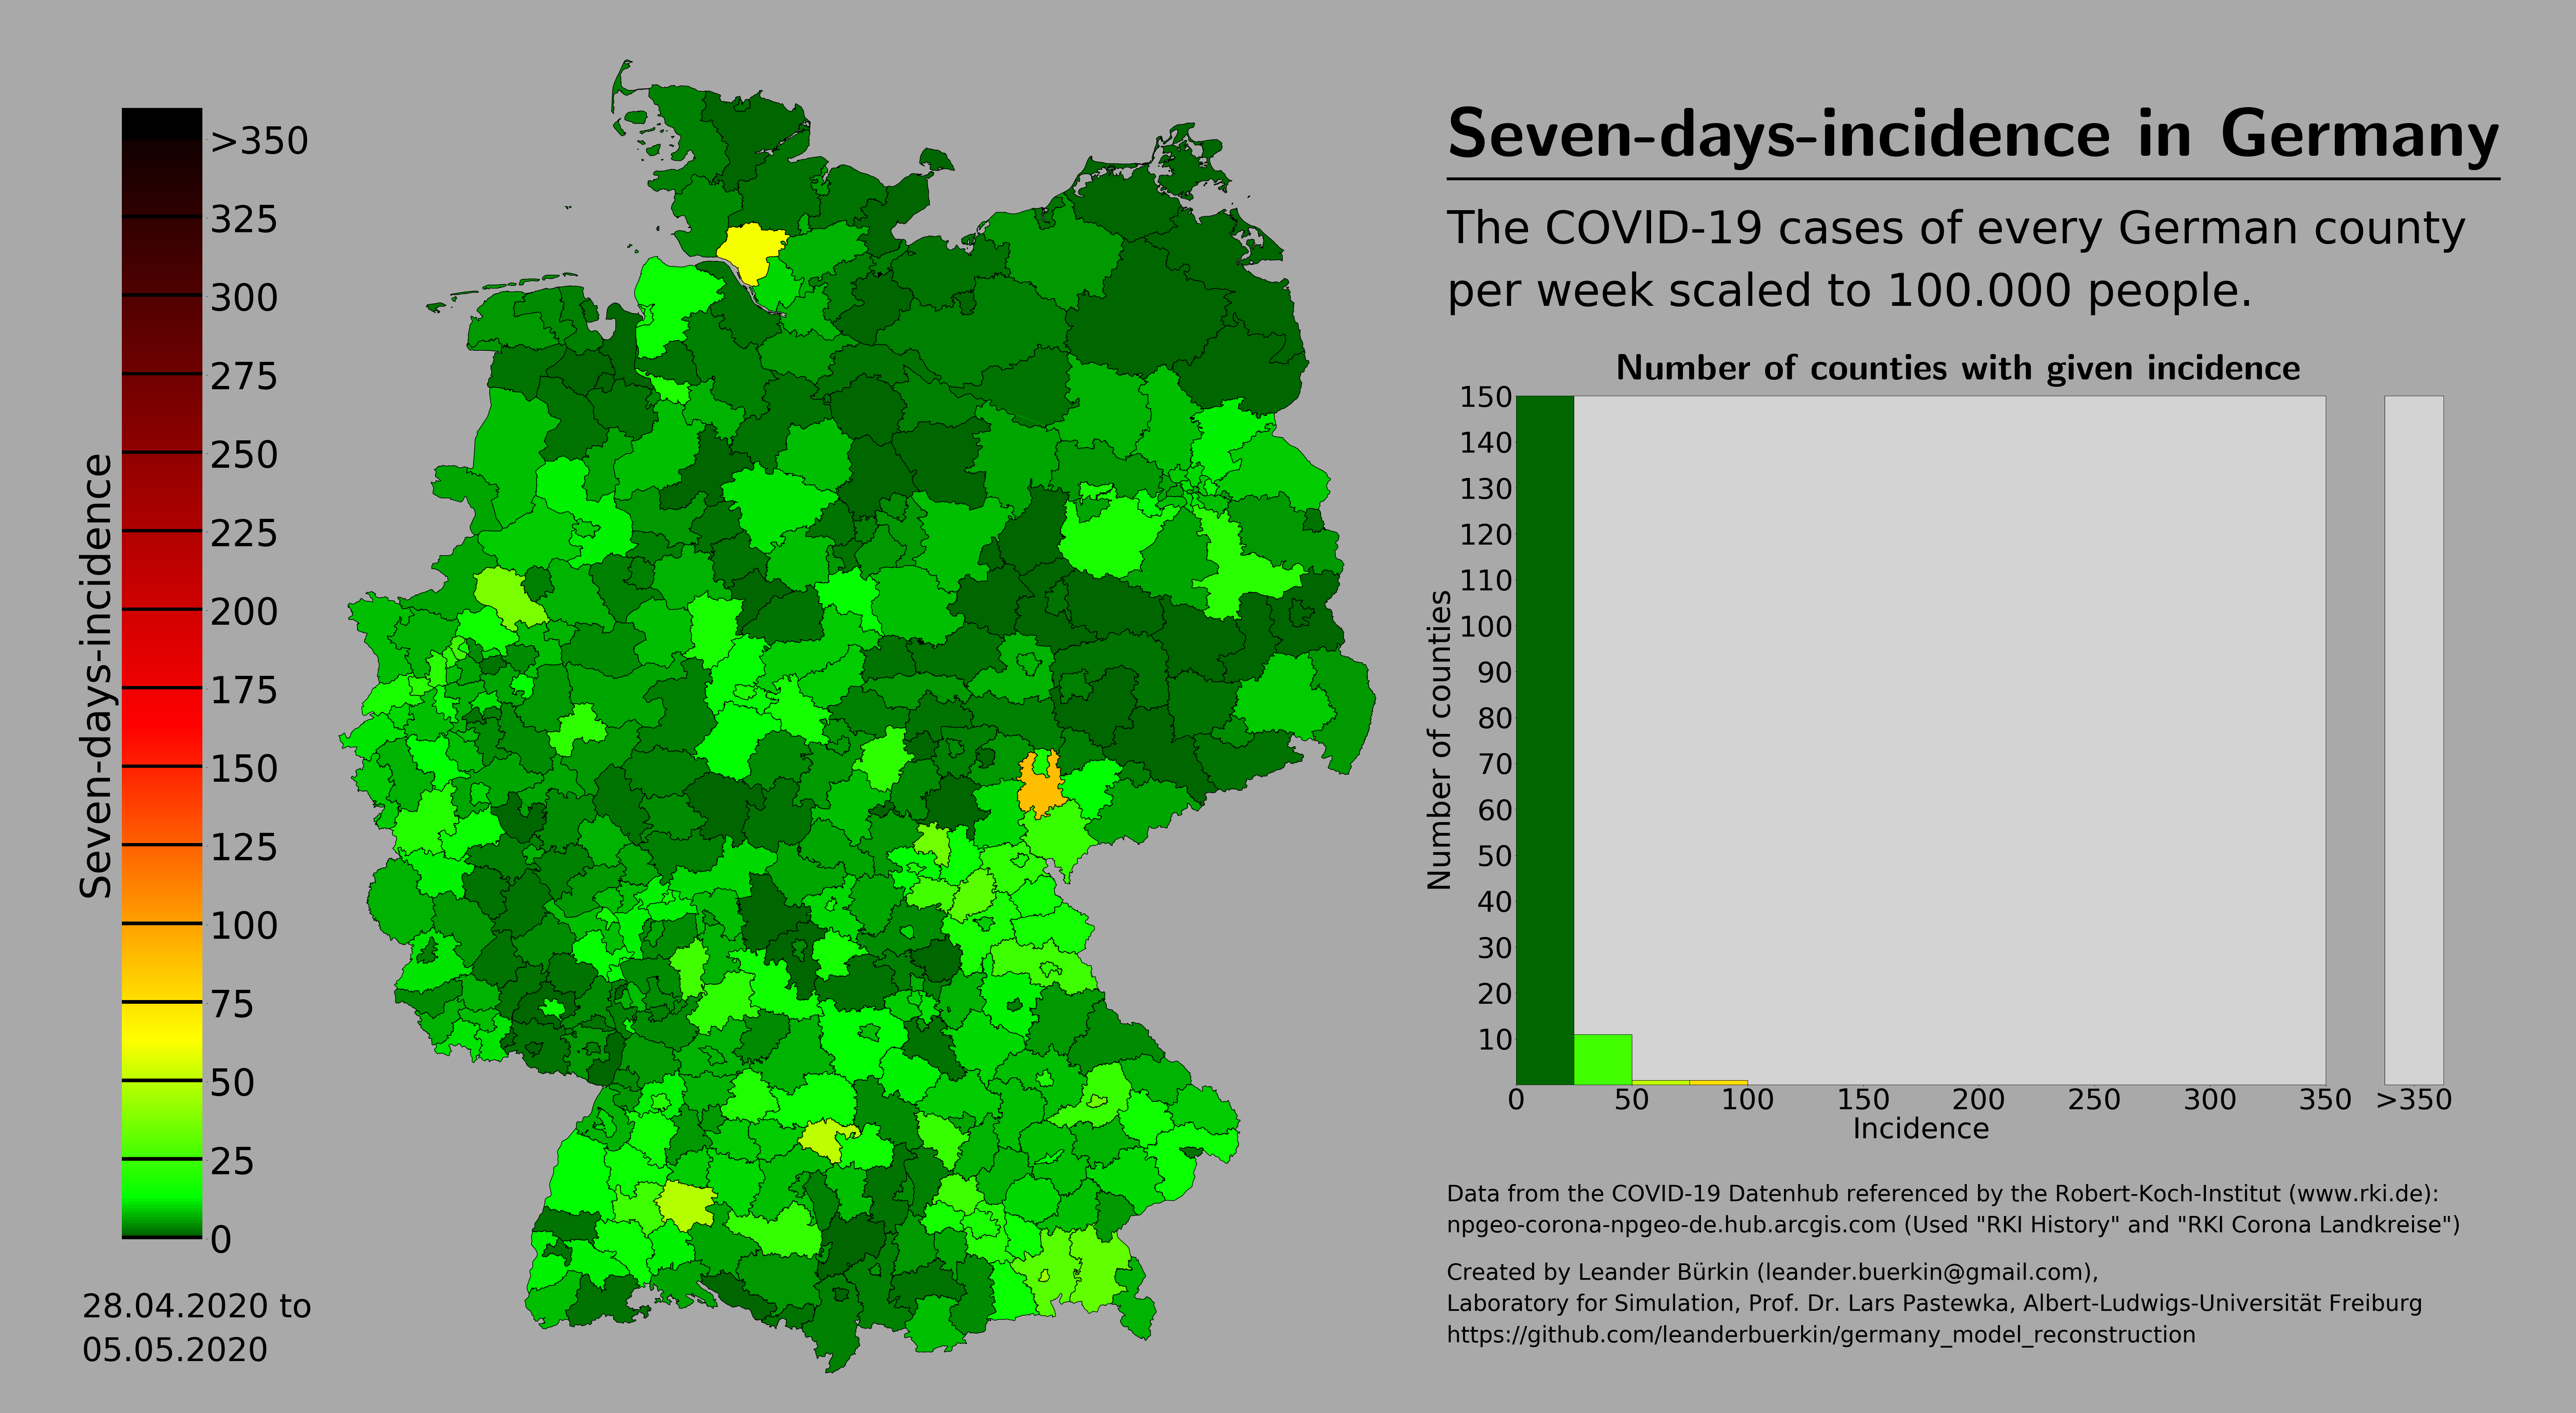 Seven-days-incidence in Germany
The COVID-19 cases of every German county
per week scaled to 100.000 people.
Seven-days-incidence
>350
325
300
275
250
225
200
175
150
125
100
75
50
25
0
28.04.2020 to
05.05.2020
Number of counties with given incidence
Number of counties
150
140
130
120
110
100
90
80
70
60
50
40
30
20
10
0 50 100 150 200 250 300 350 >350
Incidence
Data from the COVID-19 Datenhub referenced by the Robert-Koch-Institut (www.rki.de):
npgeo-corona-npgeo-de.hub.arcgis.com (Used "RKI History" and "RKI Corona Landkreise")
Created by Leander Bürkin (leander.buerkin@gmail.com),
Laboratory for Simulation, Prof. Dr. Lars Pastewka, Albert-Ludwigs-Universität Freiburg
https://github.com/leanderbuerkin/germany_model_reconstruction